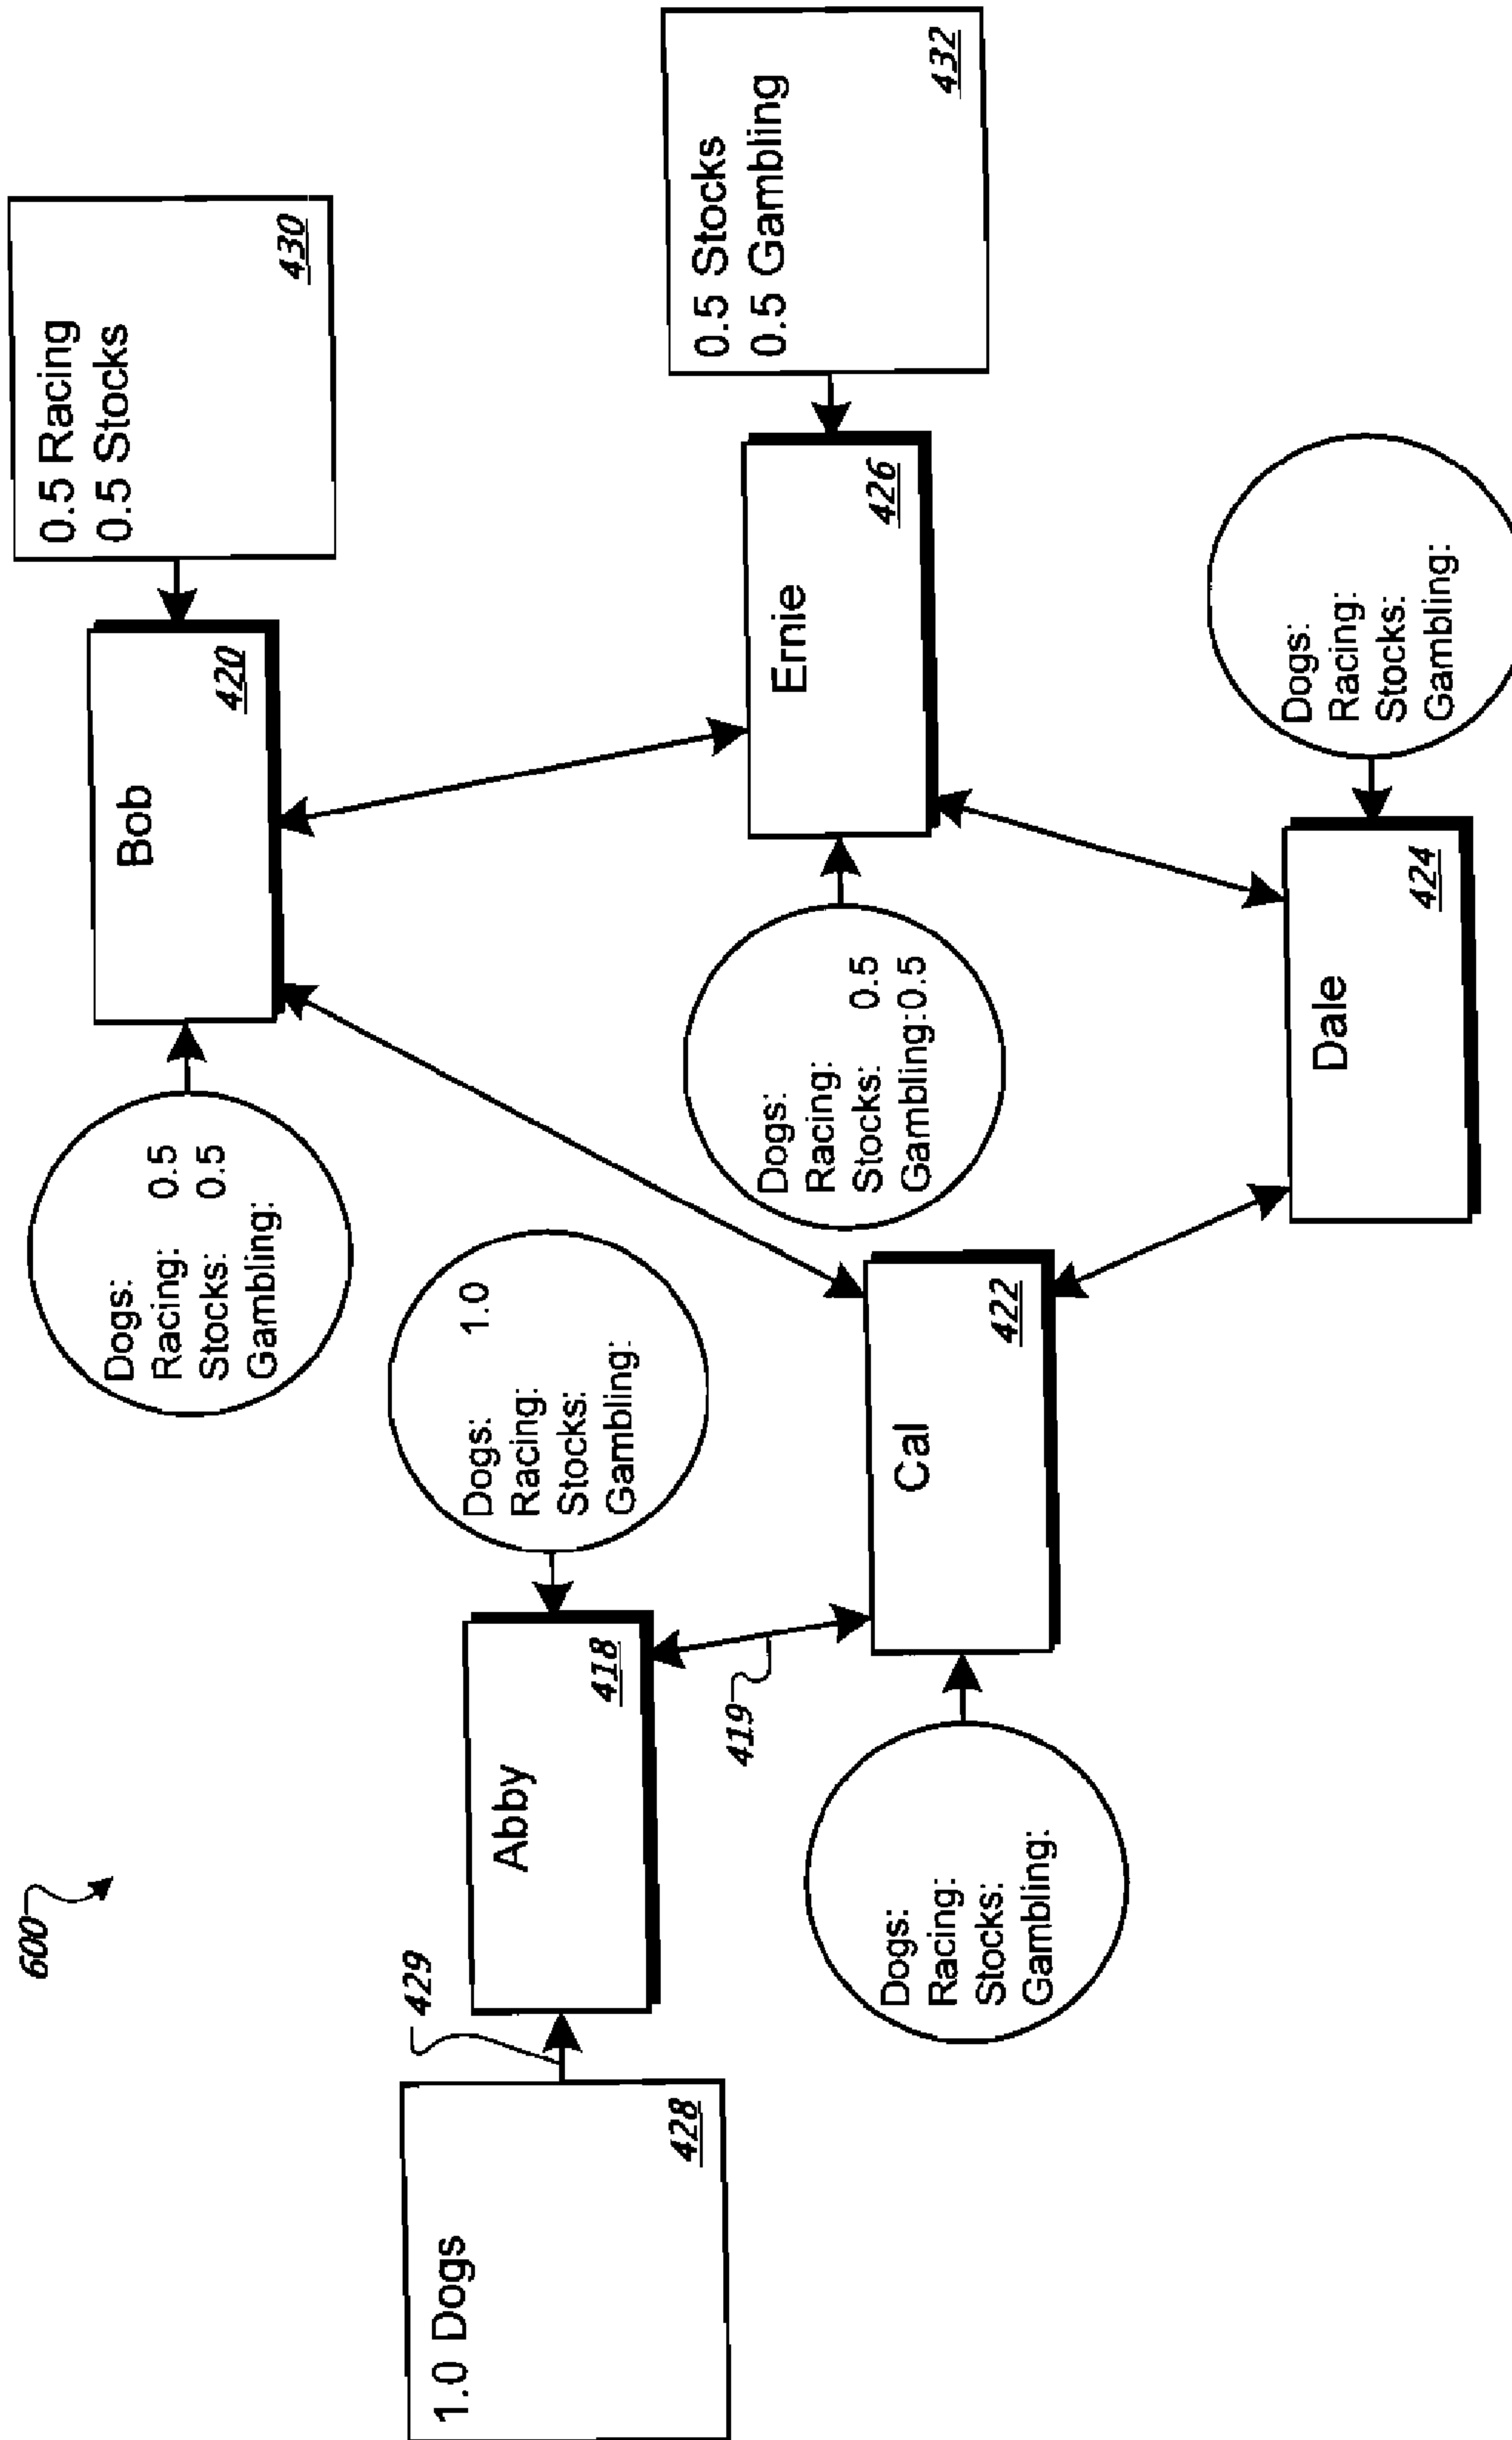 600
1.0 Dogs
428
429
Abby
418
Dogs: 1.0
Racing:
Stocks:
Gambling:
419
Dogs:
Racing: 0.5
Stocks: 0.5
Gambling:
Bob
420
0.5 Racing
0.5 Stocks
430
Dogs:
Racing:
Stocks:
Gambling:
Cal
422
Dogs:
Racing:
Stocks: 0.5
Gambling:0.5
Ernie
426
0.5 Stocks
0.5 Gambling
432
Dale
424
Dogs:
Racing:
Stocks:
Gambling: